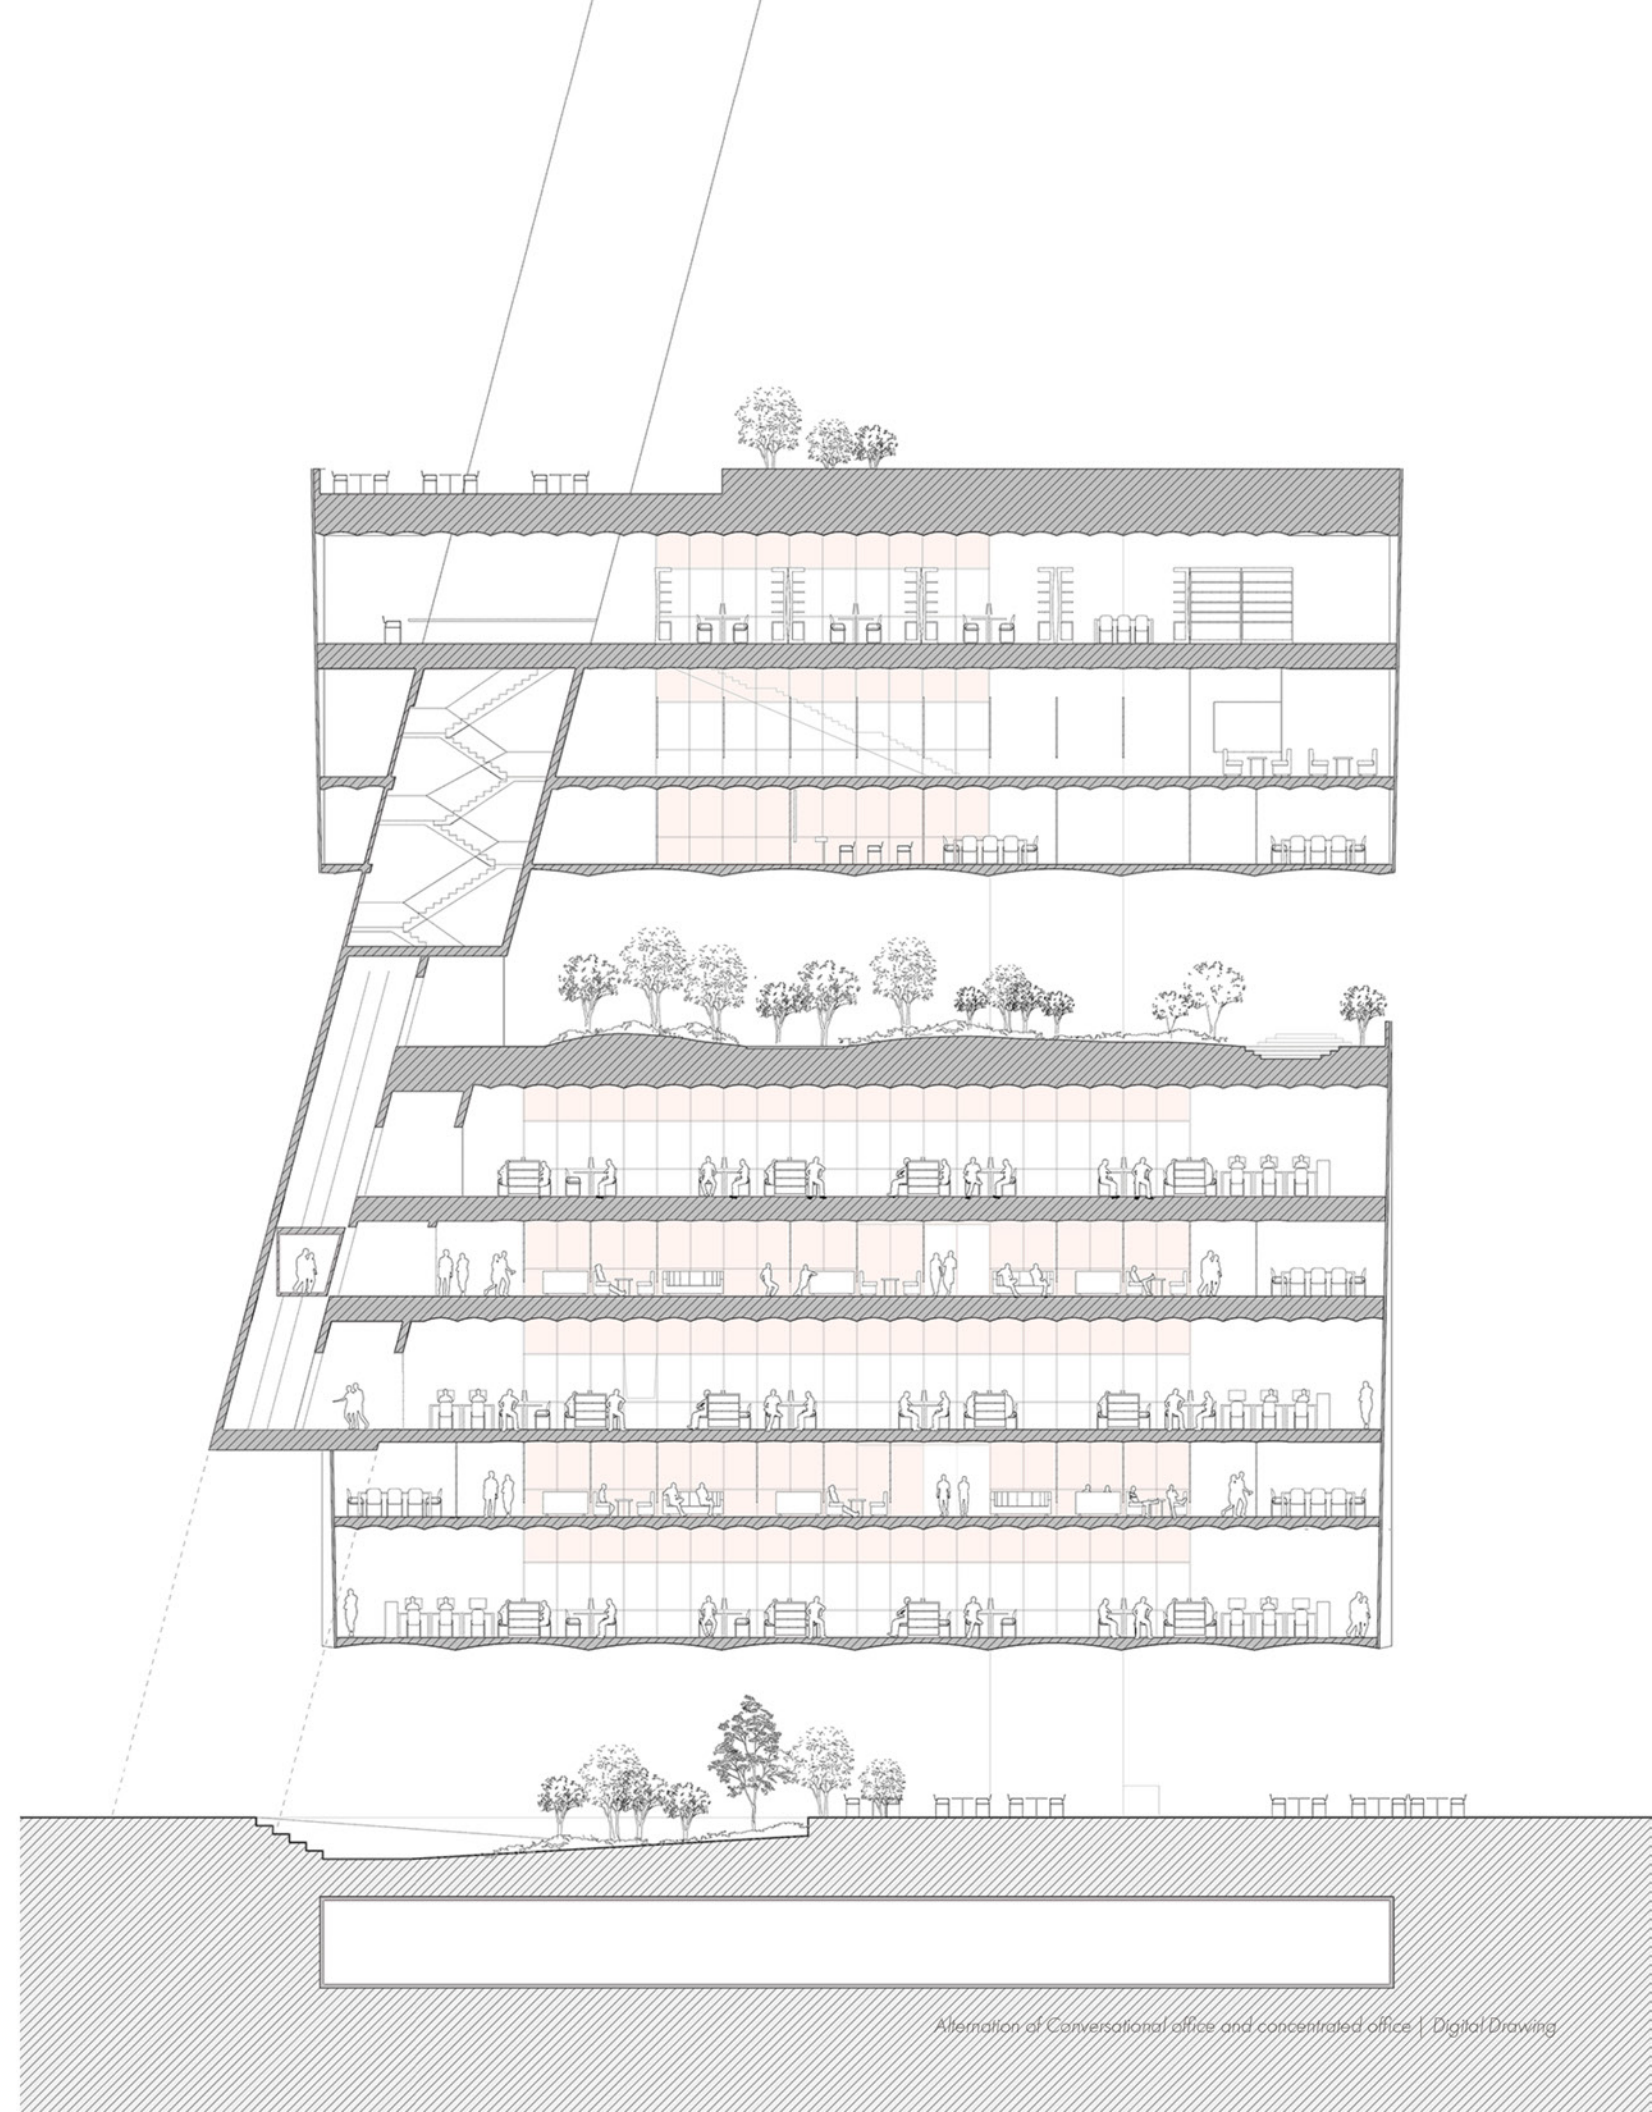 Alternation of Conversational office and concentrated office | Digital Drawing